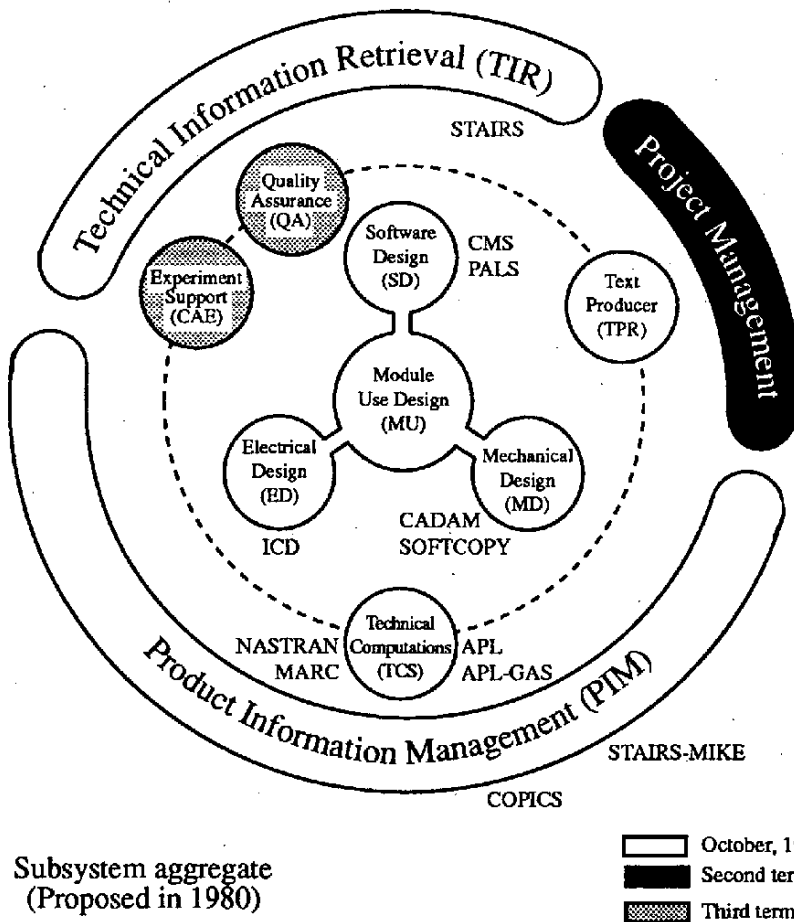 Technical Information Retrieval (TIR)
STAIRS
Project Management
Quality
Assurance
(QA)
Software
Design
(SD)
CMS
PALS
Experiment
Support
(CAE)
Text
Producer
(TPR)
Module
Use Design
(MU)
Electrical
Design
(ED)
Mechanical
Design
(MD)
ICD
CADAM
SOFTCOPY
Technical
Computations
(TCS)
NASTRAN
MARC
APL
APL-GAS
Product Information Management (PIM)
STAIRS-MIKE
COPICS
Subsystem aggregate
(Proposed in 1980)
October, 1
Second ter
Third term